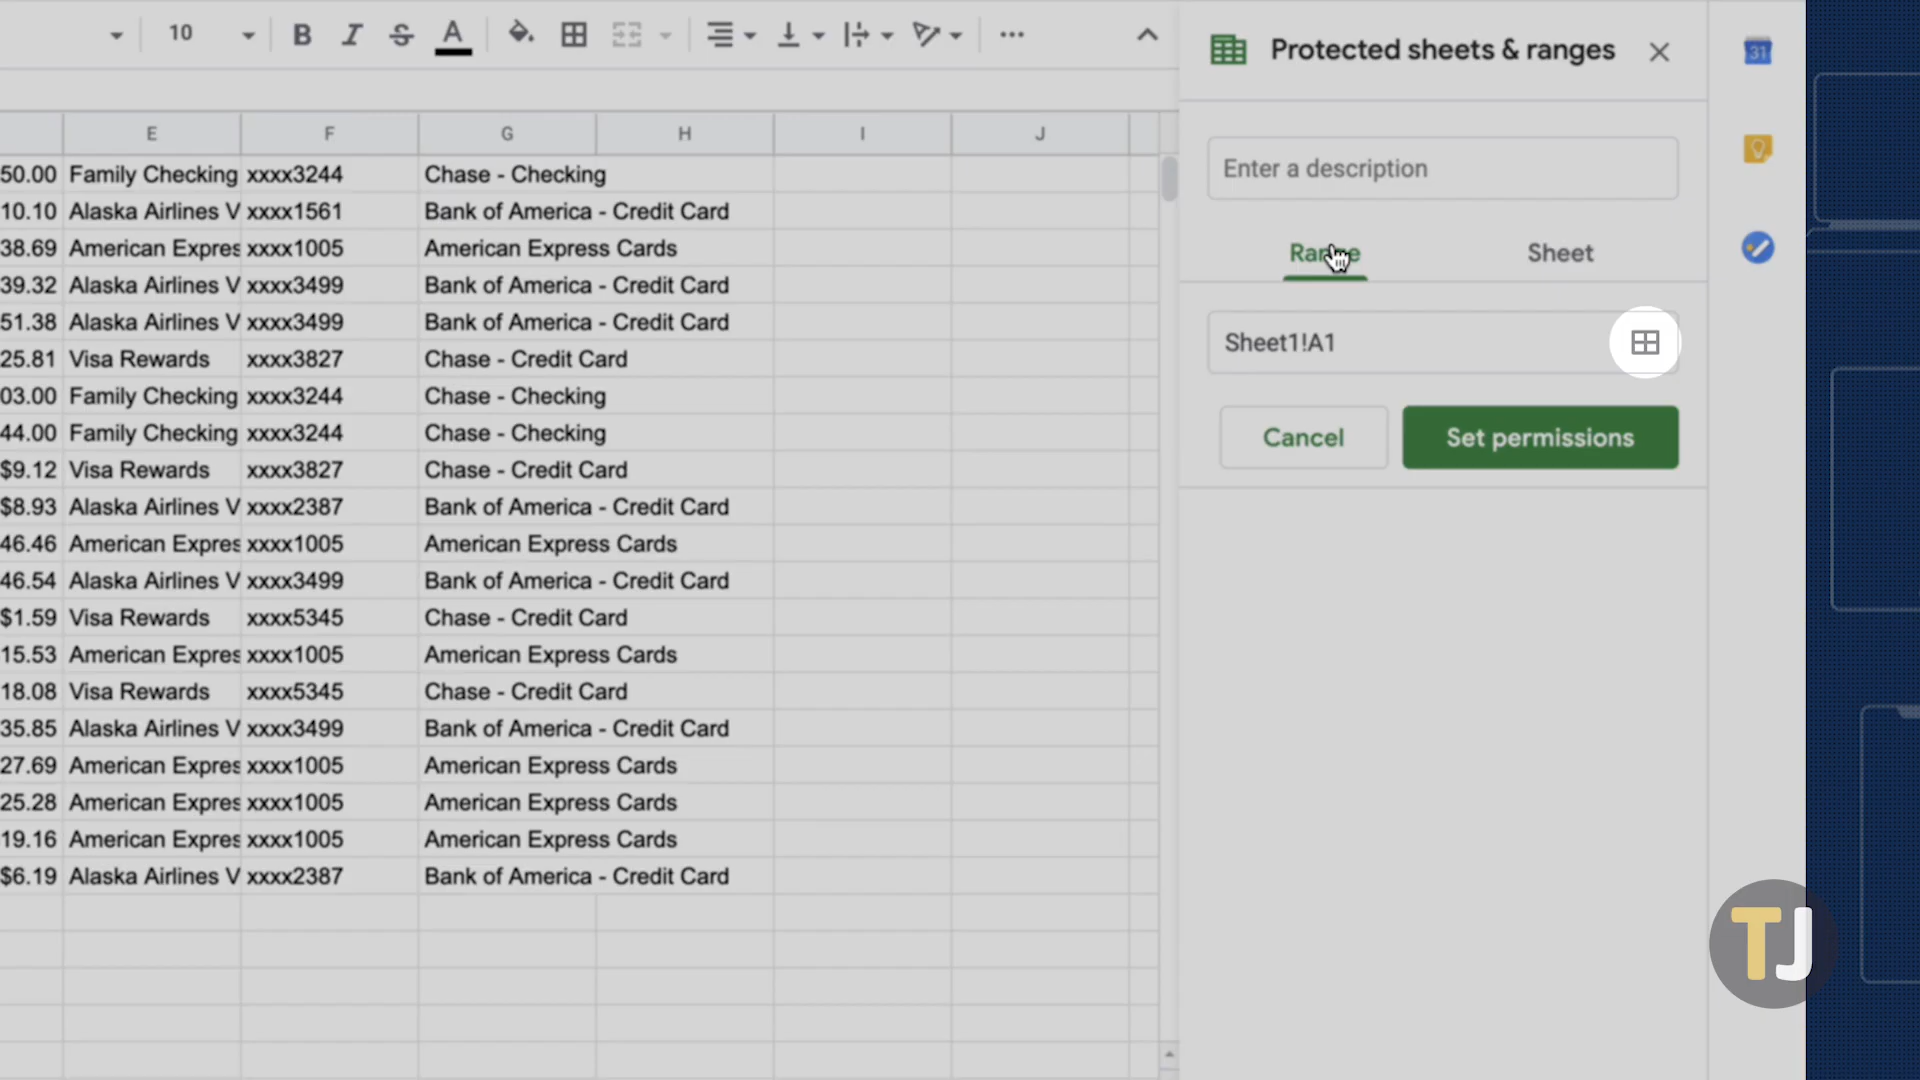 10 B I S A
Protected sheets & ranges
31
E F G H I J
Enter a description
Range Sheet
Sheet1!A1
Cancel Set permissions
50.00 Family Checking xxxx3244 Chase - Checking
10.10 Alaska Airlines V xxxx1561 Bank of America - Credit Card
38.69 American Expres xxxx1005 American Express Cards
39.32 Alaska Airlines V xxxx3499 Bank of America - Credit Card
51.38 Alaska Airlines V xxxx3499 Bank of America - Credit Card
25.81 Visa Rewards xxxx3827 Chase - Credit Card
03.00 Family Checking xxxx3244 Chase - Checking
44.00 Family Checking xxxx3244 Chase - Checking
$9.12 Visa Rewards xxxx3827 Chase - Credit Card
$8.93 Alaska Airlines V xxxx2387 Bank of America - Credit Card
46.46 American Expres xxxx1005 American Express Cards
46.54 Alaska Airlines V xxxx3499 Bank of America - Credit Card
$1.59 Visa Rewards xxxx5345 Chase - Credit Card
15.53 American Expres xxxx1005 American Express Cards
18.08 Visa Rewards xxxx5345 Chase - Credit Card
35.85 Alaska Airlines V xxxx3499 Bank of America - Credit Card
27.69 American Expres xxxx1005 American Express Cards
25.28 American Expres xxxx1005 American Express Cards
19.16 American Expres xxxx1005 American Express Cards
$6.19 Alaska Airlines V xxxx2387 Bank of America - Credit Card
TJ